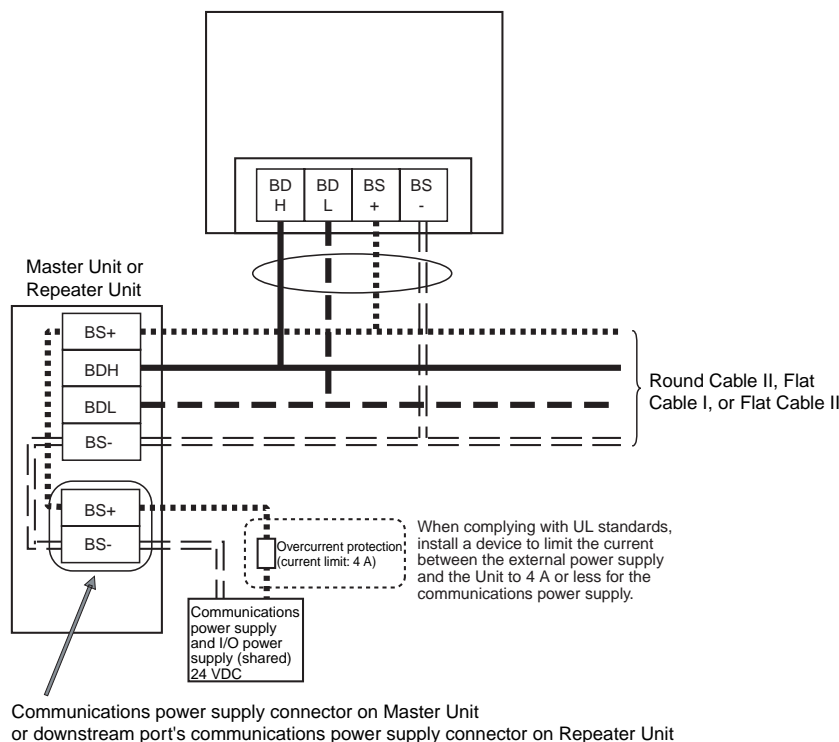 BD
H
BD
L
BS
+
BS
-
Master Unit or
Repeater Unit
BS+
BDH
BDL
BS-
Round Cable II, Flat
Cable I, or Flat Cable II
BS+
BS-
Overcurrent protection
(current limit: 4 A)
When complying with UL standards,
install a device to limit the current
between the external power supply
and the Unit to 4 A or less for the
communications power supply.
Communications
power supply
and I/O power
supply (shared)
24 VDC
Communications power supply connector on Master Unit
or downstream port's communications power supply connector on Repeater Unit